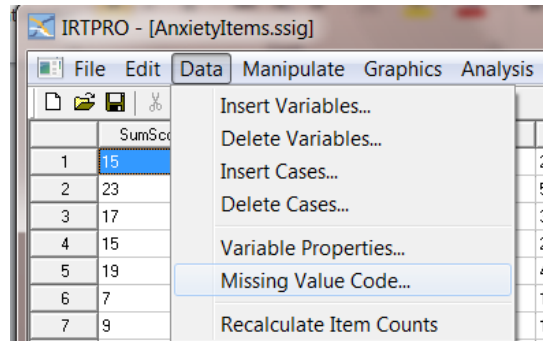 IRTPRO - [AnxietyItems.ssig]
File Edit Data Manipulate Graphics Analysis
SumSco
Insert Variables...
Delete Variables...
Insert Cases...
Delete Cases...
Variable Properties...
Missing Value Code...
Recalculate Item Counts
1 15
2 23
3 17
4 15
5 19
6 7
7 9